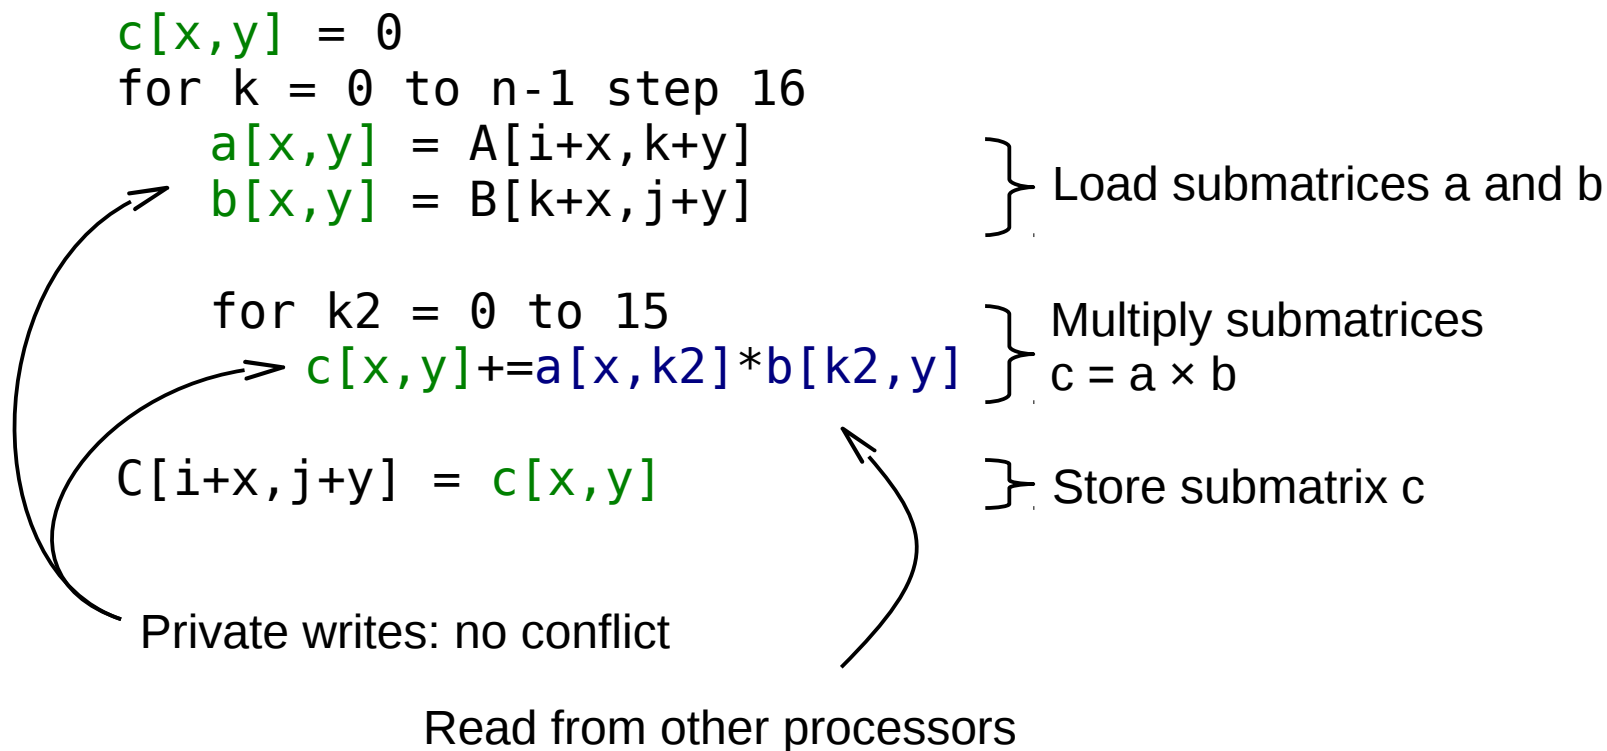 c[x,y] = 0
for k = 0 to n-1 step 16
a[x,y] = A[i+x,k+y]
b[x,y] = B[k+x,j+y]
Load submatrices a and b
for k2 = 0 to 15
c[x,y]+=a[x,k2]*b[k2,y]
Multiply submatrices
c = a × b
C[i+x,j+y] = c[x,y]
Store submatrix c
Private writes: no conflict
Read from other processors